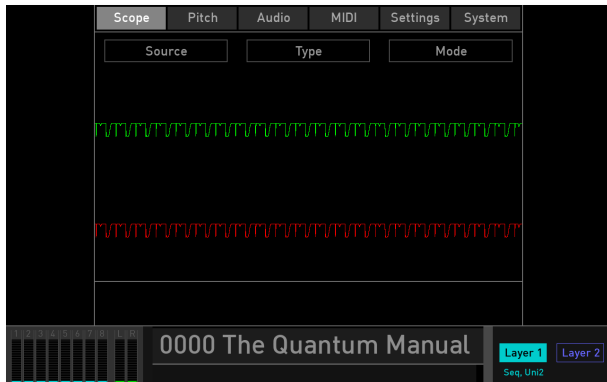 Scope Pitch Audio MIDI Settings System
Source Type Mode
1 2 3 4 5 6 7 8 L R
0000 The Quantum Manual
Layer 1 Layer 2
Seq, Uni2